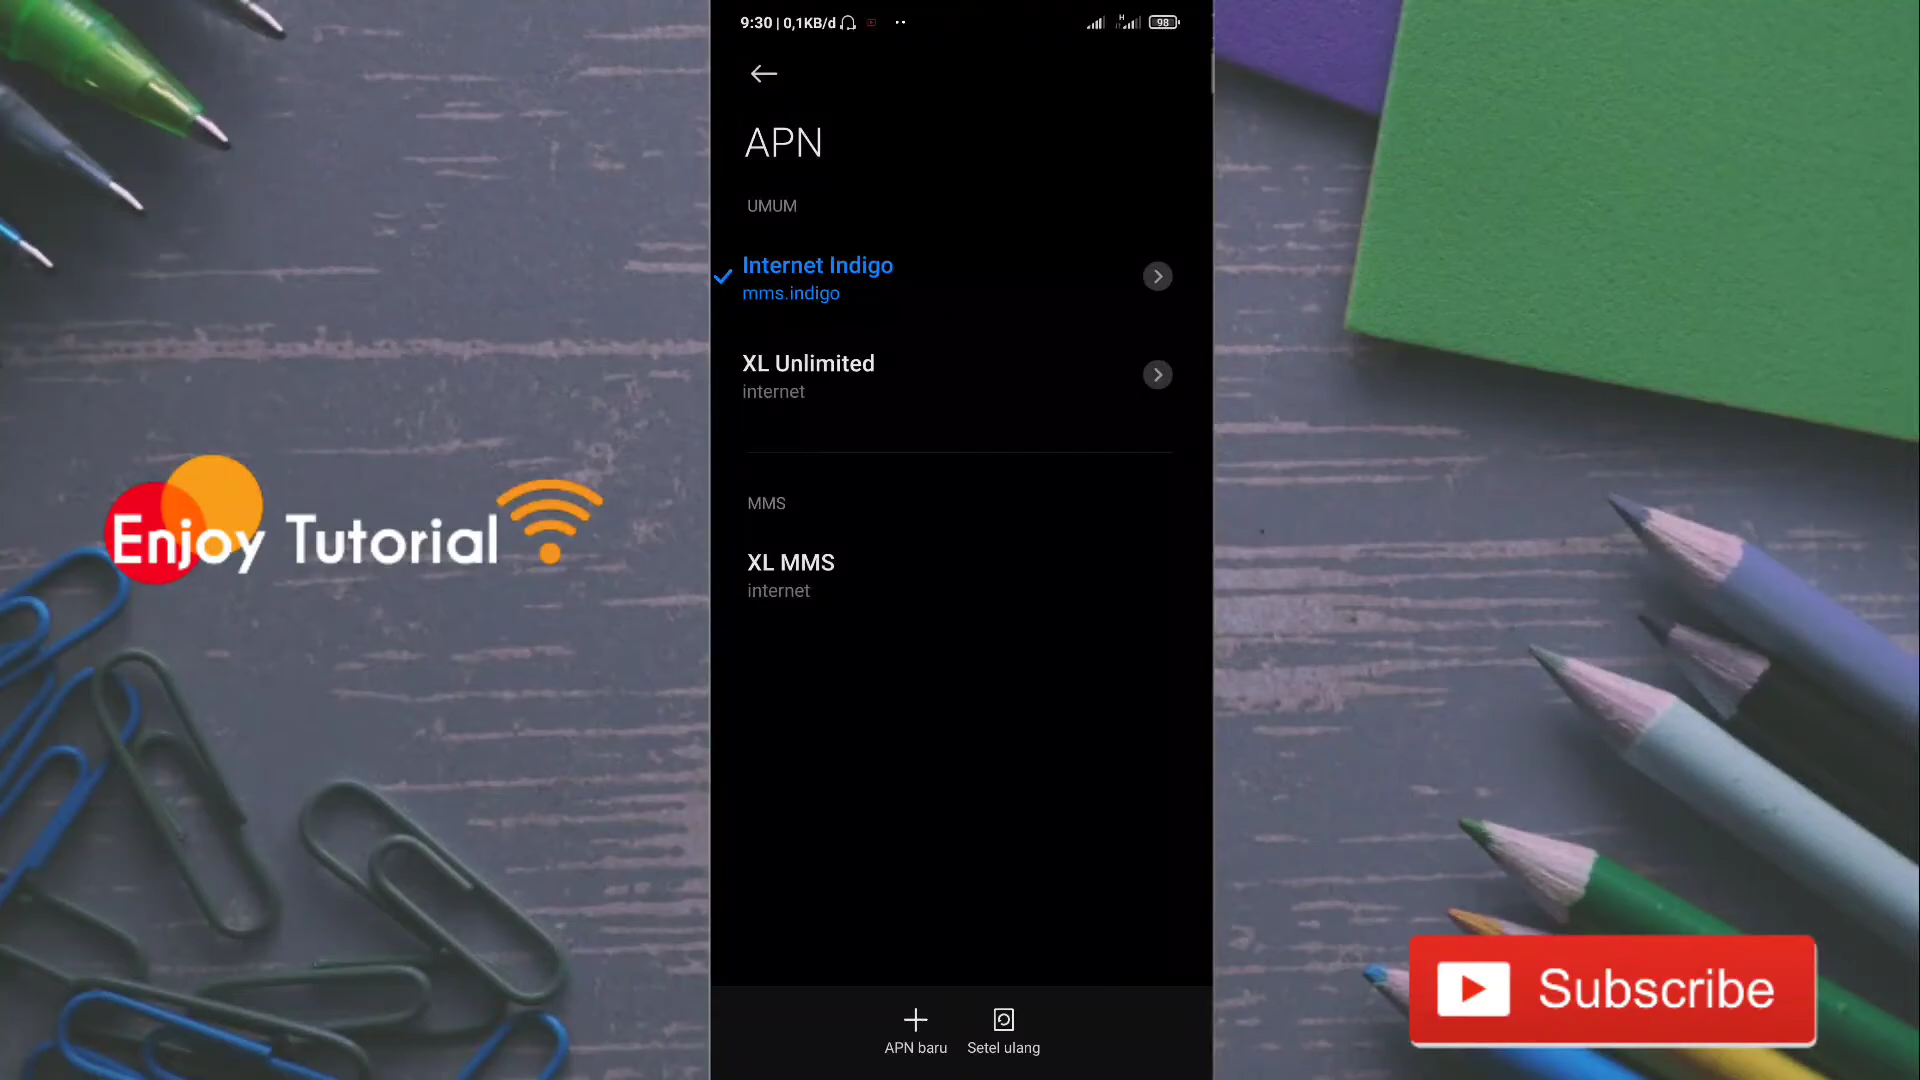 Enjoy Tutorial
9:30 | 0,1KB/d
H
98
APN
UMUM
Internet Indigo
mms.indigo
XL Unlimited
internet
MMS
XL MMS
internet
APN baru
Setel ulang
Subscribe